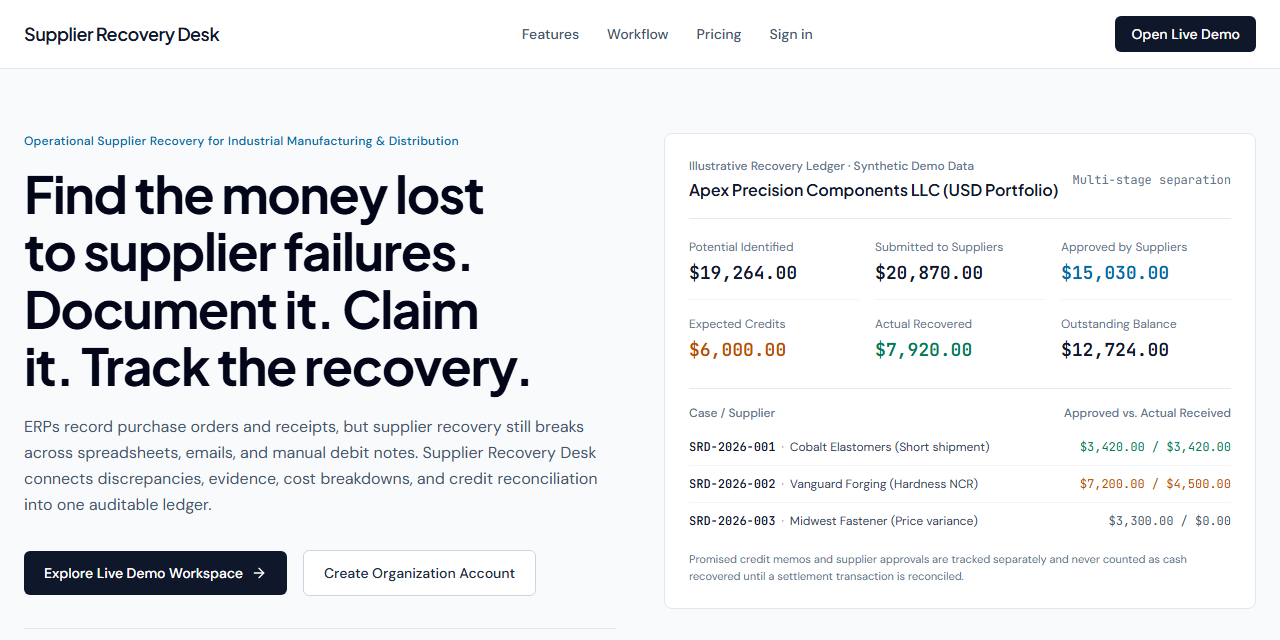 Supplier Recovery Desk
Features
Workflow
Pricing
Sign in
Open Live Demo
Operational Supplier Recovery for Industrial Manufacturing & Distribution
Find the money lost
to supplier failures.
Document it. Claim
it. Track the recovery.
ERPs record purchase orders and receipts, but supplier recovery still breaks
across spreadsheets, emails, and manual debit notes. Supplier Recovery Desk
connects discrepancies, evidence, cost breakdowns, and credit reconciliation
into one auditable ledger.
Explore Live Demo Workspace →
Create Organization Account
Illustrative Recovery Ledger · Synthetic Demo Data
Apex Precision Components LLC (USD Portfolio)
Multi-stage separation
Potential Identified
$19,264.00
Submitted to Suppliers
$20,870.00
Approved by Suppliers
$15,030.00
Expected Credits
$6,000.00
Actual Recovered
$7,920.00
Outstanding Balance
$12,724.00
Case / Supplier
Approved vs. Actual Received
SRD-2026-001 · Cobalt Elastomers (Short shipment)
$3,420.00 / $3,420.00
SRD-2026-002 · Vanguard Forging (Hardness NCR)
$7,200.00 / $4,500.00
SRD-2026-003 · Midwest Fastener (Price variance)
$3,300.00 / $0.00
Promised credit memos and supplier approvals are tracked separately and never counted as cash
recovered until a settlement transaction is reconciled.